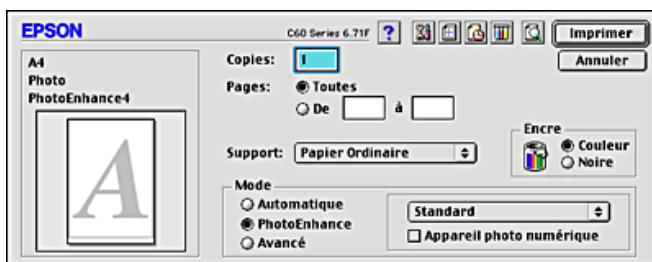 EPSON
C60 Series 6.71F
?
Imprimer
Annuler
A4
Photo
PhotoEnhance4
A
Copies: 1
Pages: Toutes
De à
Support: Papier Ordinaire
Encre
Couleur
Noire
Mode
Automatique
PhotoEnhance
Avancé
Standard
Appareil photo numérique